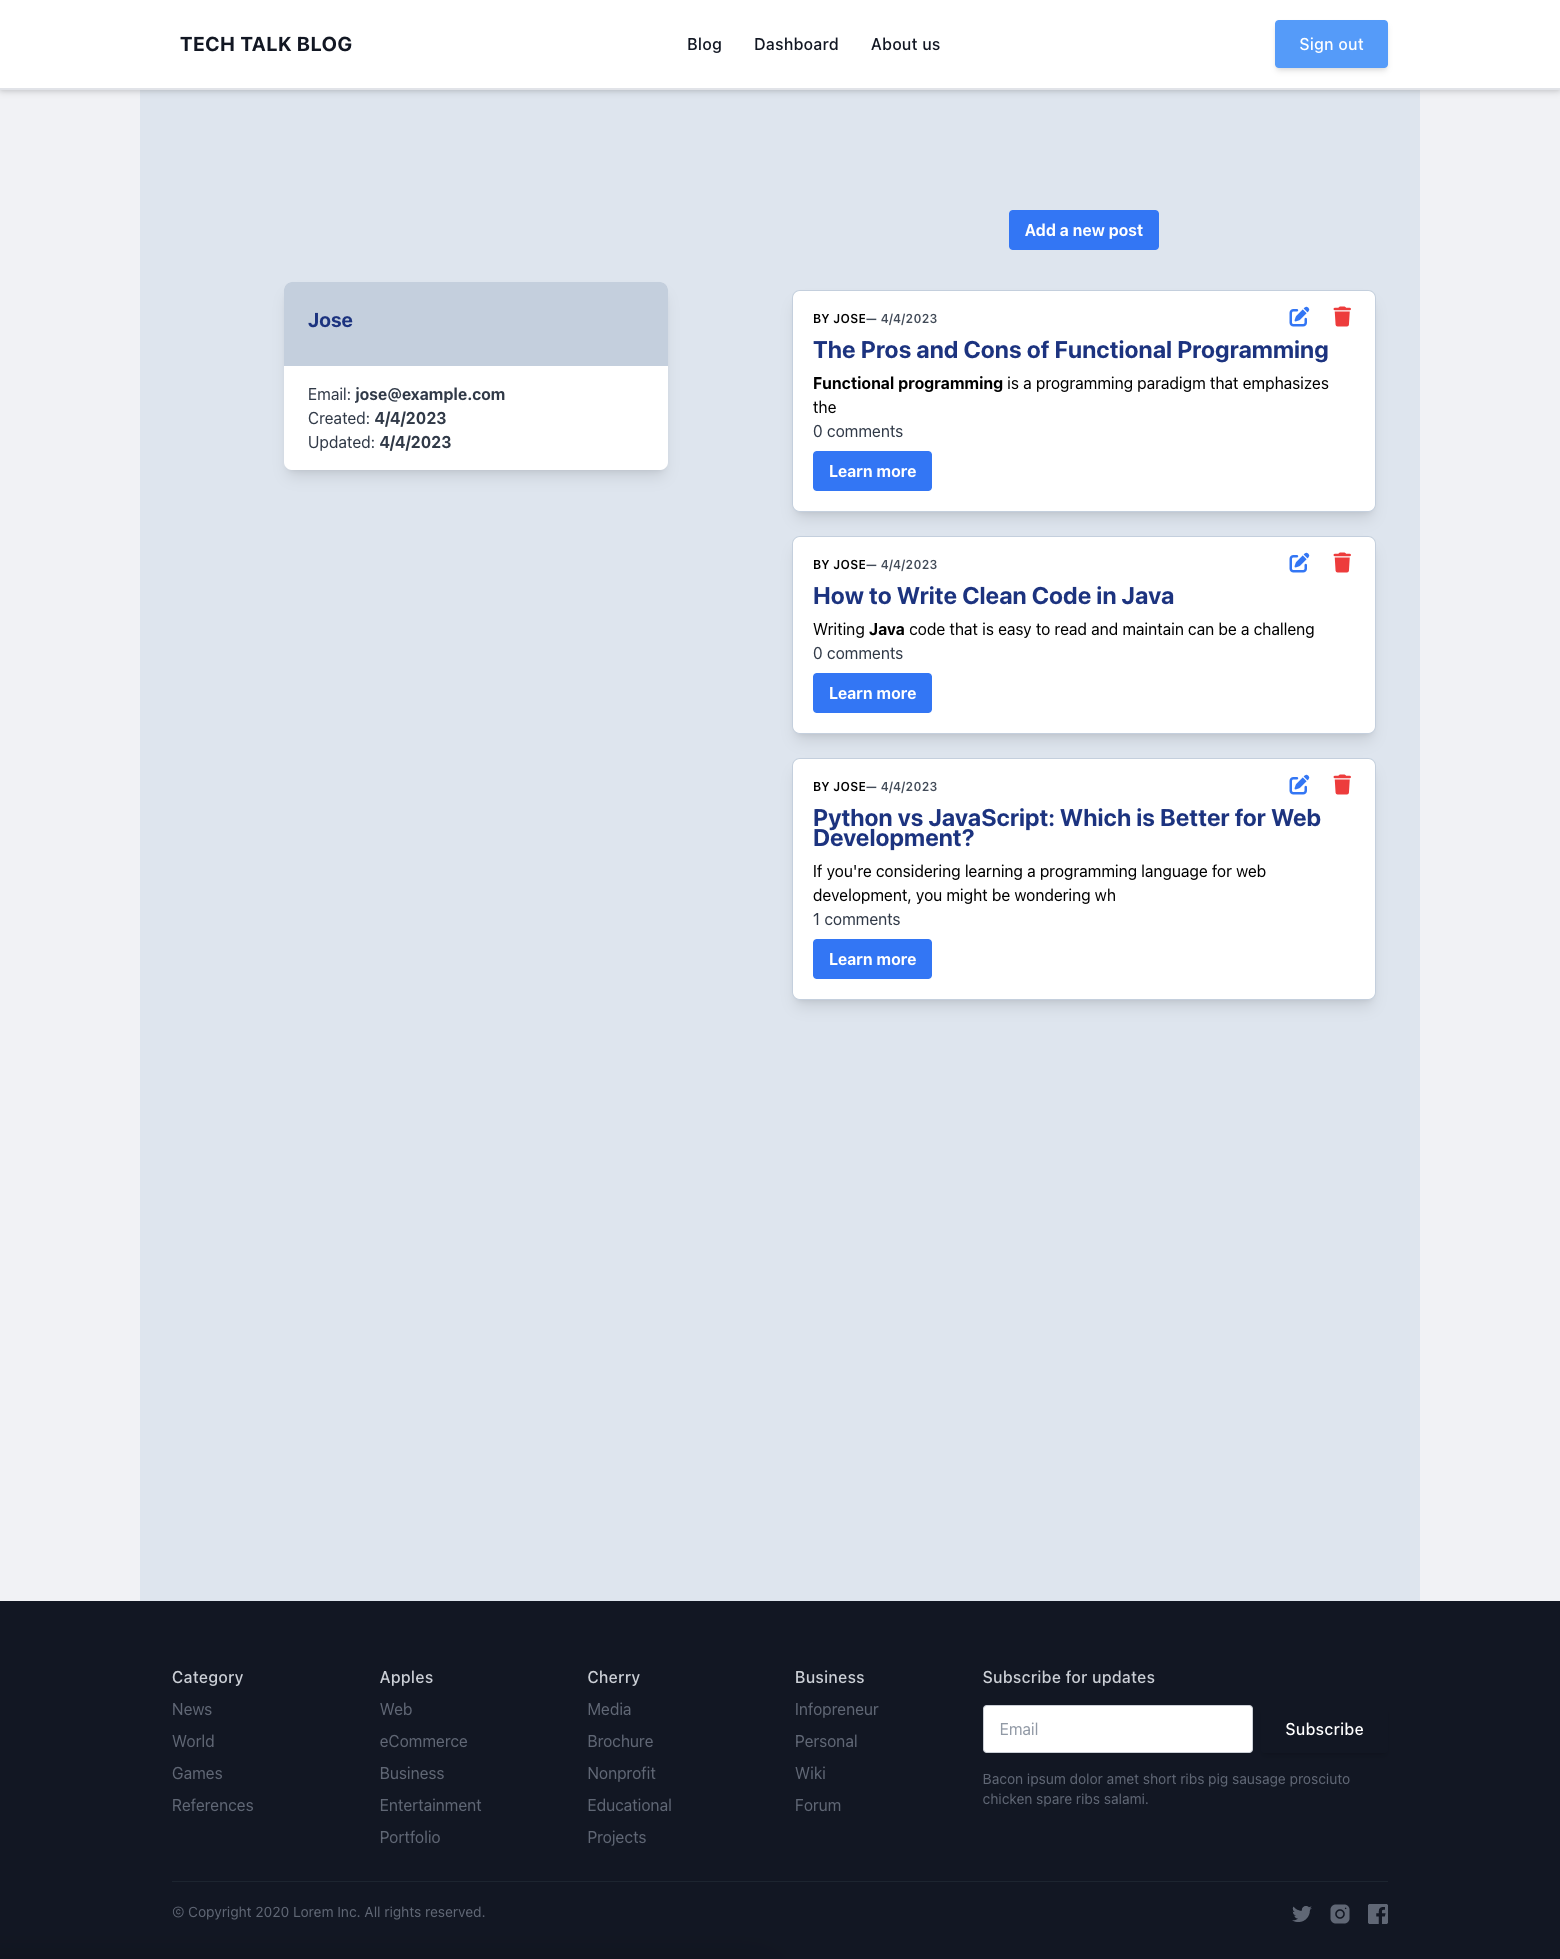 TECH TALK BLOG
Blog
Dashboard
About us
Sign out
Jose
Email: jose@example.com
Created: 4/4/2023
Updated: 4/4/2023
Add a new post
BY JOSE— 4/4/2023
The Pros and Cons of Functional Programming
Functional programming is a programming paradigm that emphasizes
the
0 comments
Learn more
BY JOSE— 4/4/2023
How to Write Clean Code in Java
Writing Java code that is easy to read and maintain can be a challeng
0 comments
Learn more
BY JOSE— 4/4/2023
Python vs JavaScript: Which is Better for Web
Development?
If you're considering learning a programming language for web
development, you might be wondering wh
1 comments
Learn more
Category
News
World
Games
References
Apples
Web
eCommerce
Business
Entertainment
Portfolio
Cherry
Media
Brochure
Nonprofit
Educational
Projects
Business
Infopreneur
Personal
Wiki
Forum
Subscribe for updates
Email
Subscribe
Bacon ipsum dolor amet short ribs pig sausage prosciuto
chicken spare ribs salami.
© Copyright 2020 Lorem Inc. All rights reserved.